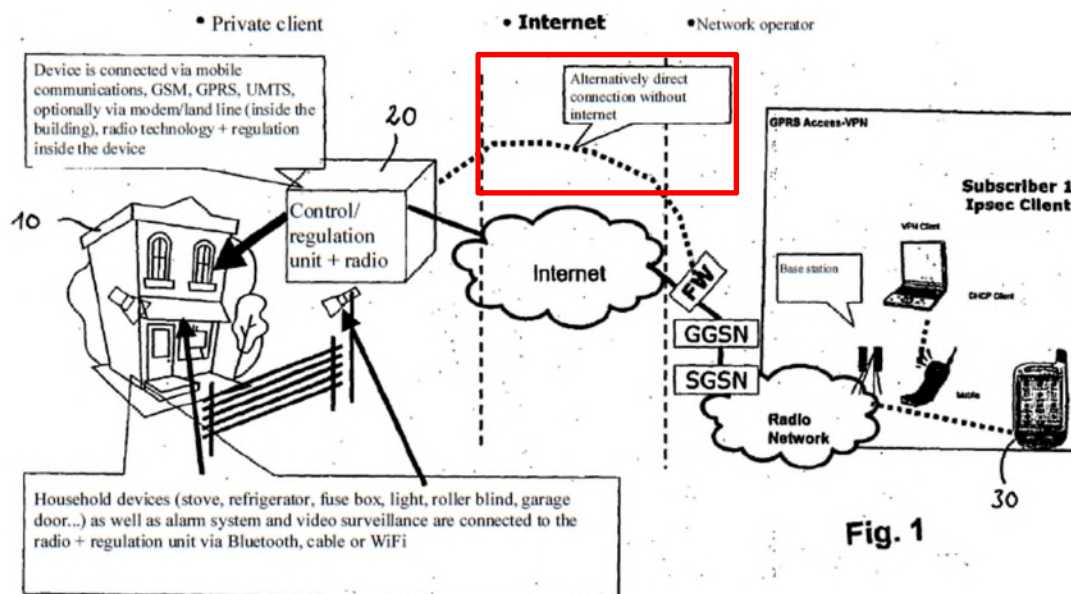 • Private client
• Internet
• Network operator
Device is connected via mobile
communications, GSM, GPRS, UMTS,
optionally via modem/land line (inside the
building), radio technology + regulation
inside the device
20
Alternatively direct
connection without
internet
GPRS Access-VPN
Subscriber 1
Ipsec Client
VPN Client
10
Control/
regulation
unit + radio
Internet
FW
Base station
DHCP Client
GGSN
SGSN
Mobile
Radio
Network
30
Household devices (stove, refrigerator, fuse box, light, roller blind, garage
door...) as well as alarm system and video surveillance are connected to the
radio + regulation unit via Bluetooth, cable or WiFi
Fig. 1